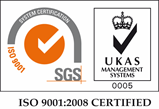 SYSTEM CERTIFICATION
ISO 9001
SGS
UKAS
MANAGEMENT
SYSTEMS
0005
ISO 9001:2008 CERTIFIED